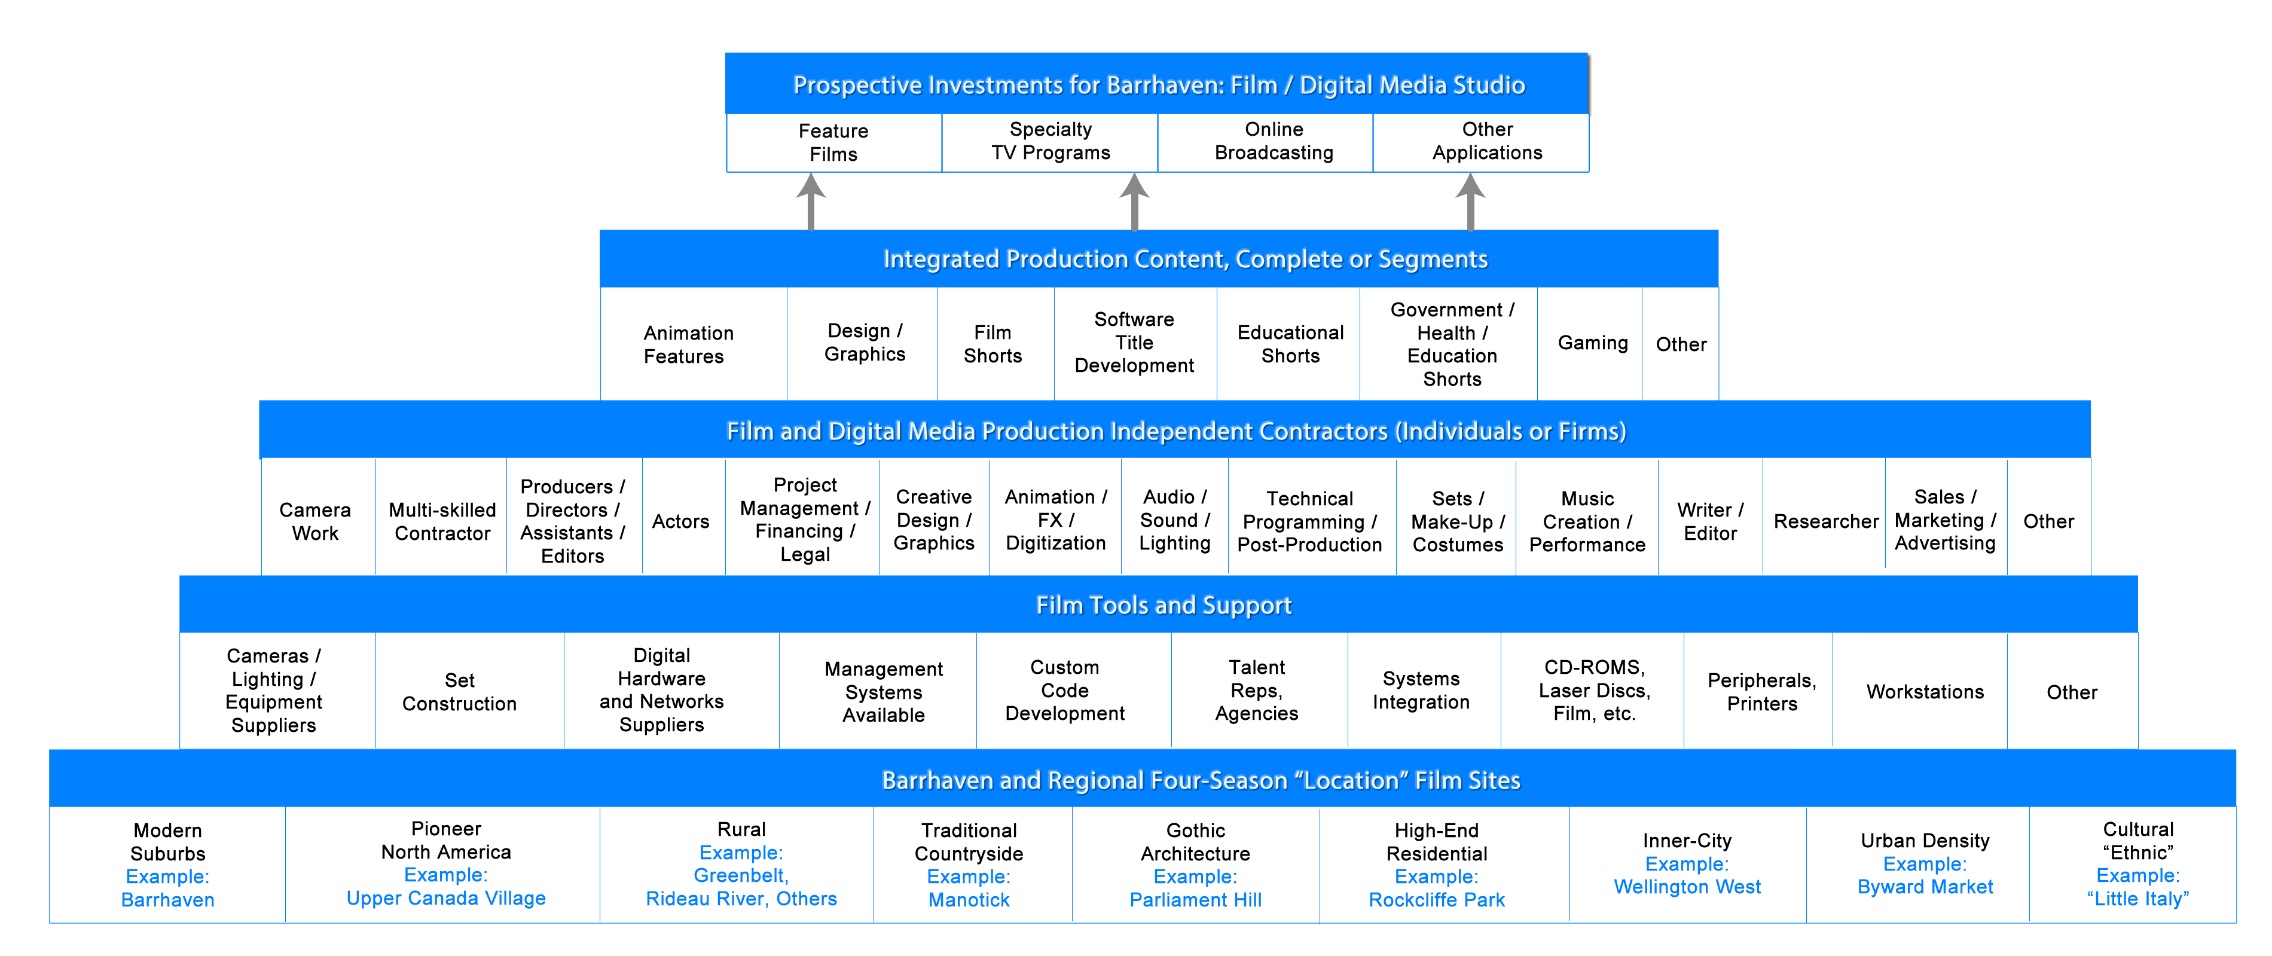 Prospective Investments for Barrhaven: Film / Digital Media Studio
Feature
Films
Specialty
TV Programs
Online
Broadcasting
Other
Applications
Integrated Production Content, Complete or Segments
Animation
Features
Design /
Graphics
Film
Shorts
Software
Title
Development
Educational
Shorts
Government /
Health /
Education
Shorts
Gaming
Other
Film and Digital Media Production Independent Contractors (Individuals or Firms)
Camera
Work
Multi-skilled
Contractor
Producers /
Directors /
Assistants /
Editors
Actors
Project
Management /
Financing /
Legal
Creative
Design /
Graphics
Animation /
FX /
Digitization
Audio /
Sound /
Lighting
Technical
Programming /
Post-Production
Sets /
Make-Up /
Costumes
Music
Creation /
Performance
Writer /
Editor
Researcher
Sales /
Marketing /
Advertising
Other
Film Tools and Support
Cameras /
Lighting /
Equipment
Suppliers
Set
Construction
Digital
Hardware
and Networks
Suppliers
Management
Systems
Available
Custom
Code
Development
Talent
Reps,
Agencies
Systems
Integration
CD-ROMS,
Laser Discs,
Film, etc.
Peripherals,
Printers
Workstations
Other
Barrhaven and Regional Four-Season “Location” Film Sites
Modern
Suburbs
Example:
Barrhaven
Pioneer
North America
Example:
Upper Canada Village
Rural
Example:
Greenbelt,
Rideau River, Others
Traditional
Countryside
Example:
Manotick
Gothic
Architecture
Example:
Parliament Hill
High-End
Residential
Example:
Rockcliffe Park
Inner-City
Example:
Wellington West
Urban Density
Example:
Byward Market
Cultural
“Ethnic”
Example:
“Little Italy”